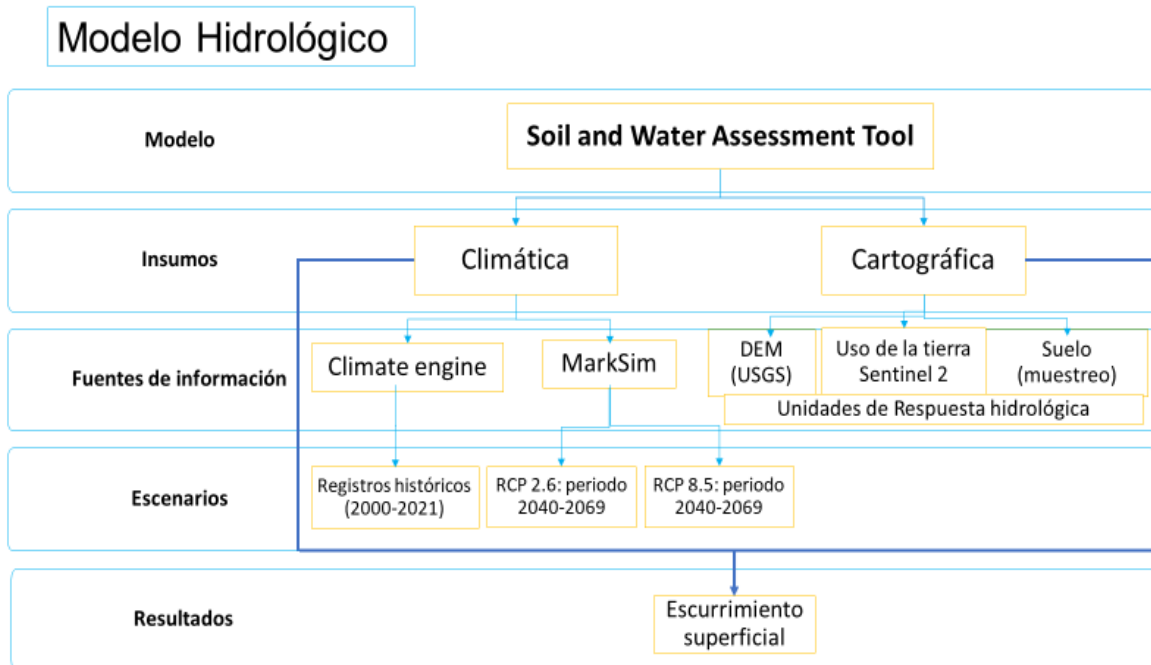 Modelo Hidrológico
Modelo
Soil and Water Assessment Tool
Insumos
Climática
Cartográfica
Fuentes de información
Climate engine
MarkSim
DEM
(USGS)
Uso de la tierra
Sentinel 2
Suelo
(muestreo)
Unidades de Respuesta hidrológica
Escenarios
Registros históricos
(2000-2021)
RCP 2.6: periodo
2040-2069
RCP 8.5: periodo
2040-2069
Resultados
Escurrimiento
superficial